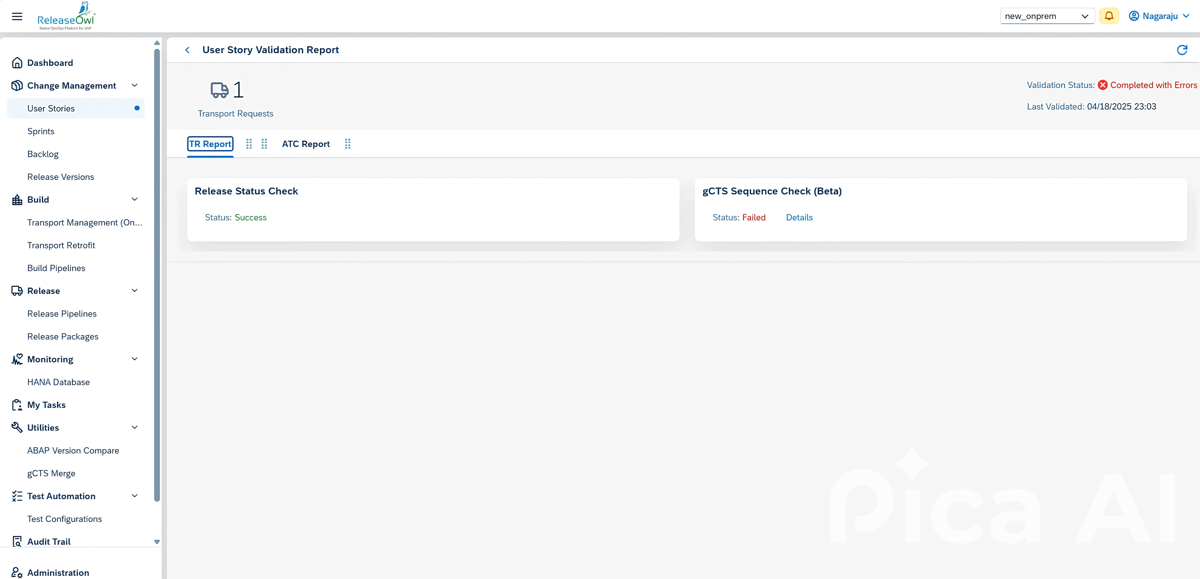 ReleaseOwl
Native DevOps Platform for SAP
new_onprem
Nagaraju
Dashboard
Change Management
User Stories
Sprints
Backlog
Release Versions
Build
Transport Management (On...
Transport Retrofit
Build Pipelines
Release
Release Pipelines
Release Packages
Monitoring
HANA Database
My Tasks
Utilities
ABAP Version Compare
gCTS Merge
Test Automation
Test Configurations
Audit Trail
Administration
User Story Validation Report
1
Transport Requests
Validation Status: Completed with Errors
Last Validated: 04/18/2025 23:03
TR Report
ATC Report
Release Status Check
Status: Success
gCTS Sequence Check (Beta)
Status: Failed Details
Pica AI